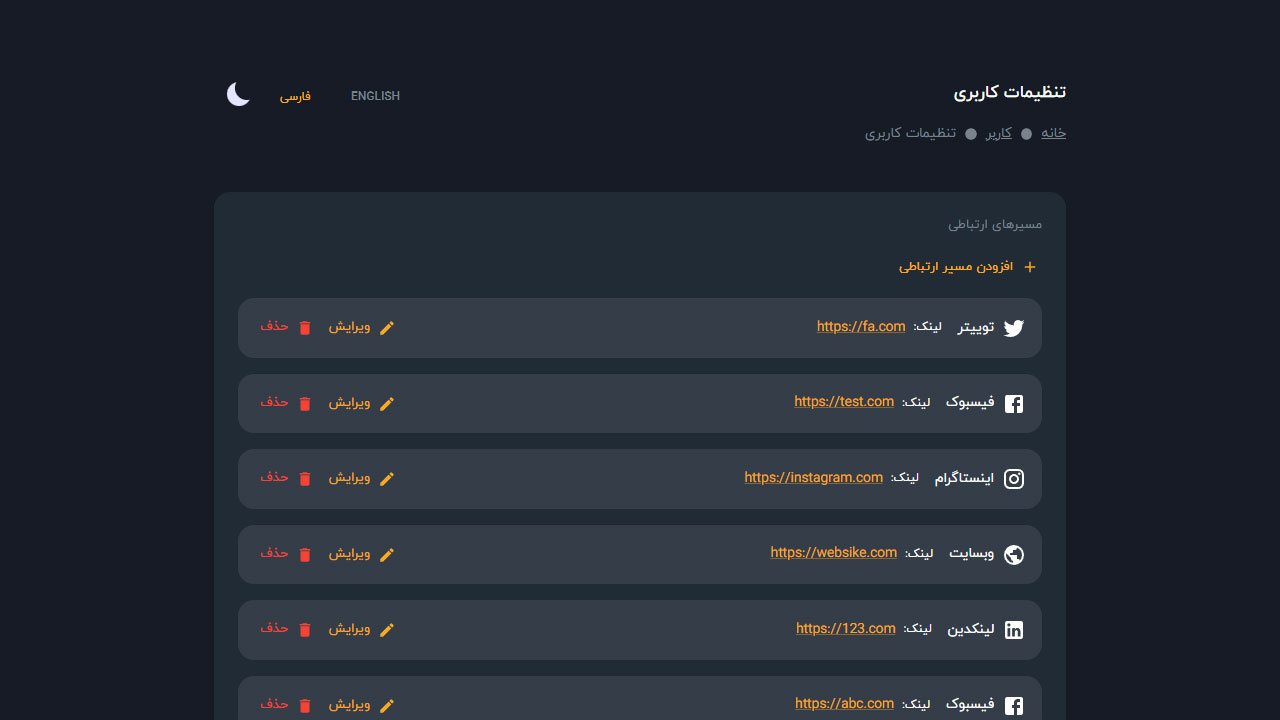 تنظیمات کاربری
فارسی ENGLISH
خانه کاربر تنظیمات کاربری
مسیرهای ارتباطی
افزودن مسیر ارتباطی
توییتر لینک: https://fa.com ویرایش حذف
فیسبوک لینک: https://test.com ویرایش حذف
اینستاگرام لینک: https://instagram.com ویرایش حذف
وبسایت لینک: https://websike.com ویرایش حذف
لینکدین لینک: https://123.com ویرایش حذف
فیسبوک لینک: https://abc.com ویرایش حذف